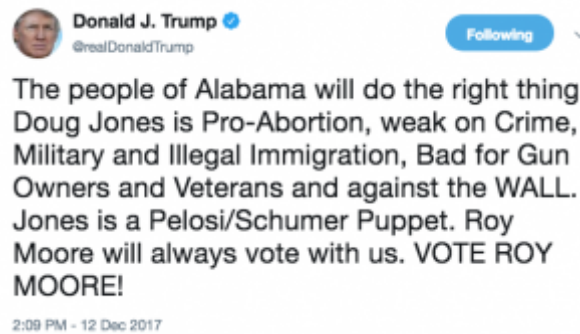 Donald J. Trump
@realDonaldTrump
Following
The people of Alabama will do the right thing
Doug Jones is Pro-Abortion, weak on Crime,
Military and Illegal Immigration, Bad for Gun
Owners and Veterans and against the WALL.
Jones is a Pelosi/Schumer Puppet. Roy
Moore will always vote with us. VOTE ROY
MOORE!
2:09 PM - 12 Dec 2017